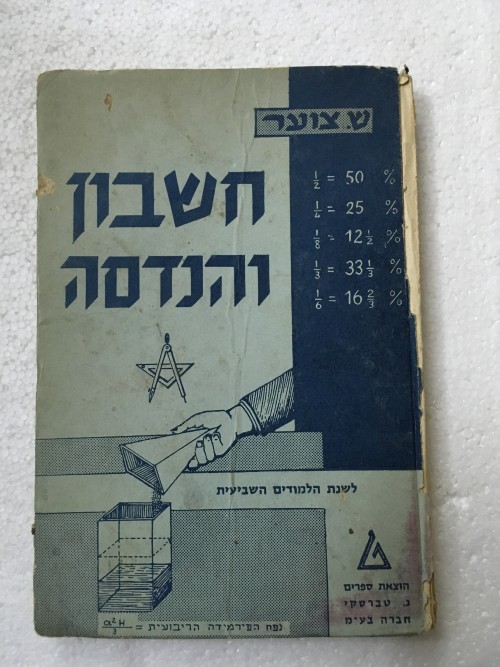 ש. צוער
חשבון
והנדסה
1/2 = 50 %
1/4 = 25 %
1/8 = 12 1/2 %
1/3 = 33 1/3 %
1/6 = 16 2/3 %
לשנת הלמודים השביעית
הוצאת ספרים
נ. טברסקי
חברה בע״מ
נפח הפירמידה הריבועית = a²H/3